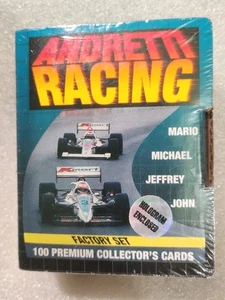 ANDRETTI
RACING
MARIO
MICHAEL
JEFFREY
JOHN
HOLOGRAM
ENCLOSED
FACTORY SET
100 PREMIUM COLLECTOR'S CARDS